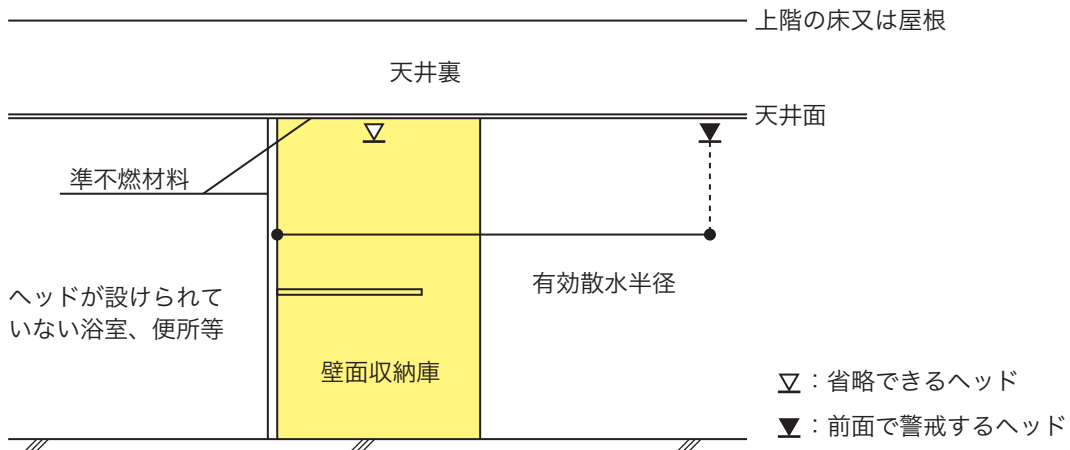 上階の床又は屋根
天井裏
天井面
準不燃材料
有効散水半径
ヘッドが設けられて
いない浴室、便所等
壁面収納庫
：省略できるヘッド
：前面で警戒するヘッド